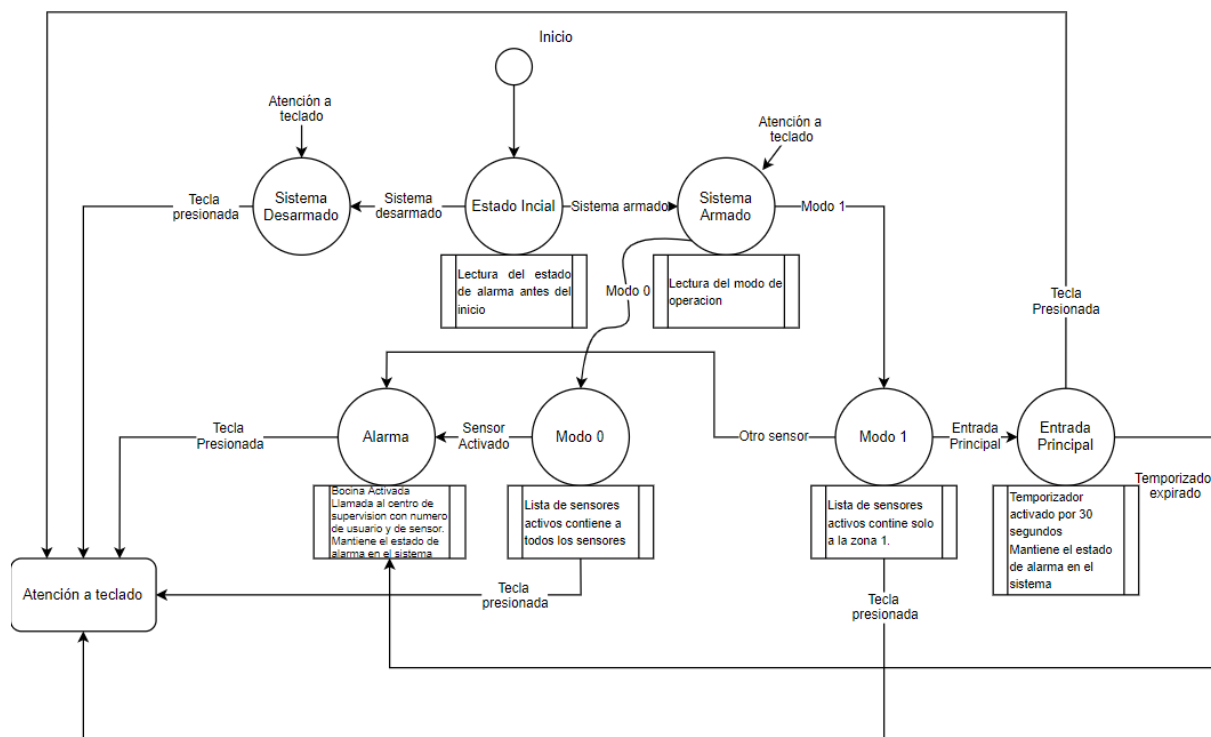 Inicio
Atención a
teclado
Atención a
teclado
Tecla
presionada
Sistema
Desarmado
Sistema
desarmado
Estado Incial
Sistema armado
Sistema
Armado
Modo 1
Lectura del estado
de alarma antes del
inicio
Modo 0
Lectura del modo de
operacion
Tecla
Presionada
Tecla
Presionada
Alarma
Sensor
Activado
Modo 0
Otro sensor
Modo 1
Entrada
Principal
Entrada
Principal
Temporizado
expirado
Bocina Activada
Llamada al centro de
supervision con numero
de usuario y de sensor.
Mantiene el estado de
alarma en el sistema
Lista de sensores
activos contiene a
todos los sensores
Lista de sensores
activos contine solo
a la zona 1.
Temporizador
activado por 30
segundos
Mantiene el estado
de alarma en el
sistema
Atención a teclado
Tecla
presionada
Tecla
presionada